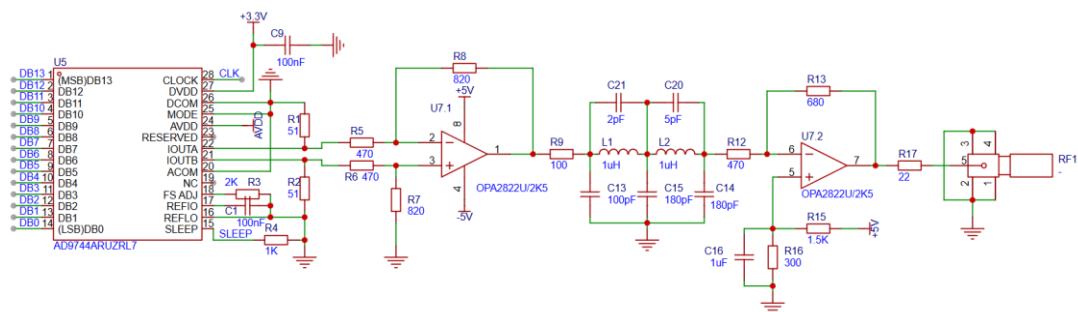 +3.3V
C9
100nF
U5
DB13 1 (MSB)DB13 CLOCK 28 CLK
DB12 2 DB12 DVDD 27
DB11 3 DB11 DCOM 26
DB10 4 DB10 MODE 25
DB9 5 DB9 AVDD 24 AVDD
DB8 6 DB8 RESERVED 23
DB7 7 DB7 IOUTA 22
DB6 8 DB6 IOUTB 21
DB5 9 DB5 ACOM 20
DB4 10 DB4 NC 19
DB3 11 DB3 FS ADJ 18
DB2 12 DB2 REFIO 17
DB1 13 DB1 REFLO 16
DB0 14 (LSB)DB0 SLEEP 15 SLEEP
AD9744ARUZRL7
R1
51
R2
51
2K R3
C1
100nF
R4
1K
R5
470
R6 470
R7
820
R8
820
+5V
U7.1
8
2
3
1
4
-5V
OPA2822U/2K5
R9
100
C21
2pF
C20
5pF
L1
1uH
L2
1uH
C13
100pF
C15
180pF
C14
180pF
R12
470
R13
680
U7.2
6
5
7
OPA2822U/2K5
R17
22
R15
1.5K
+5V
C16
1uF
R16
300
3 4
5
2 1
RF1
-